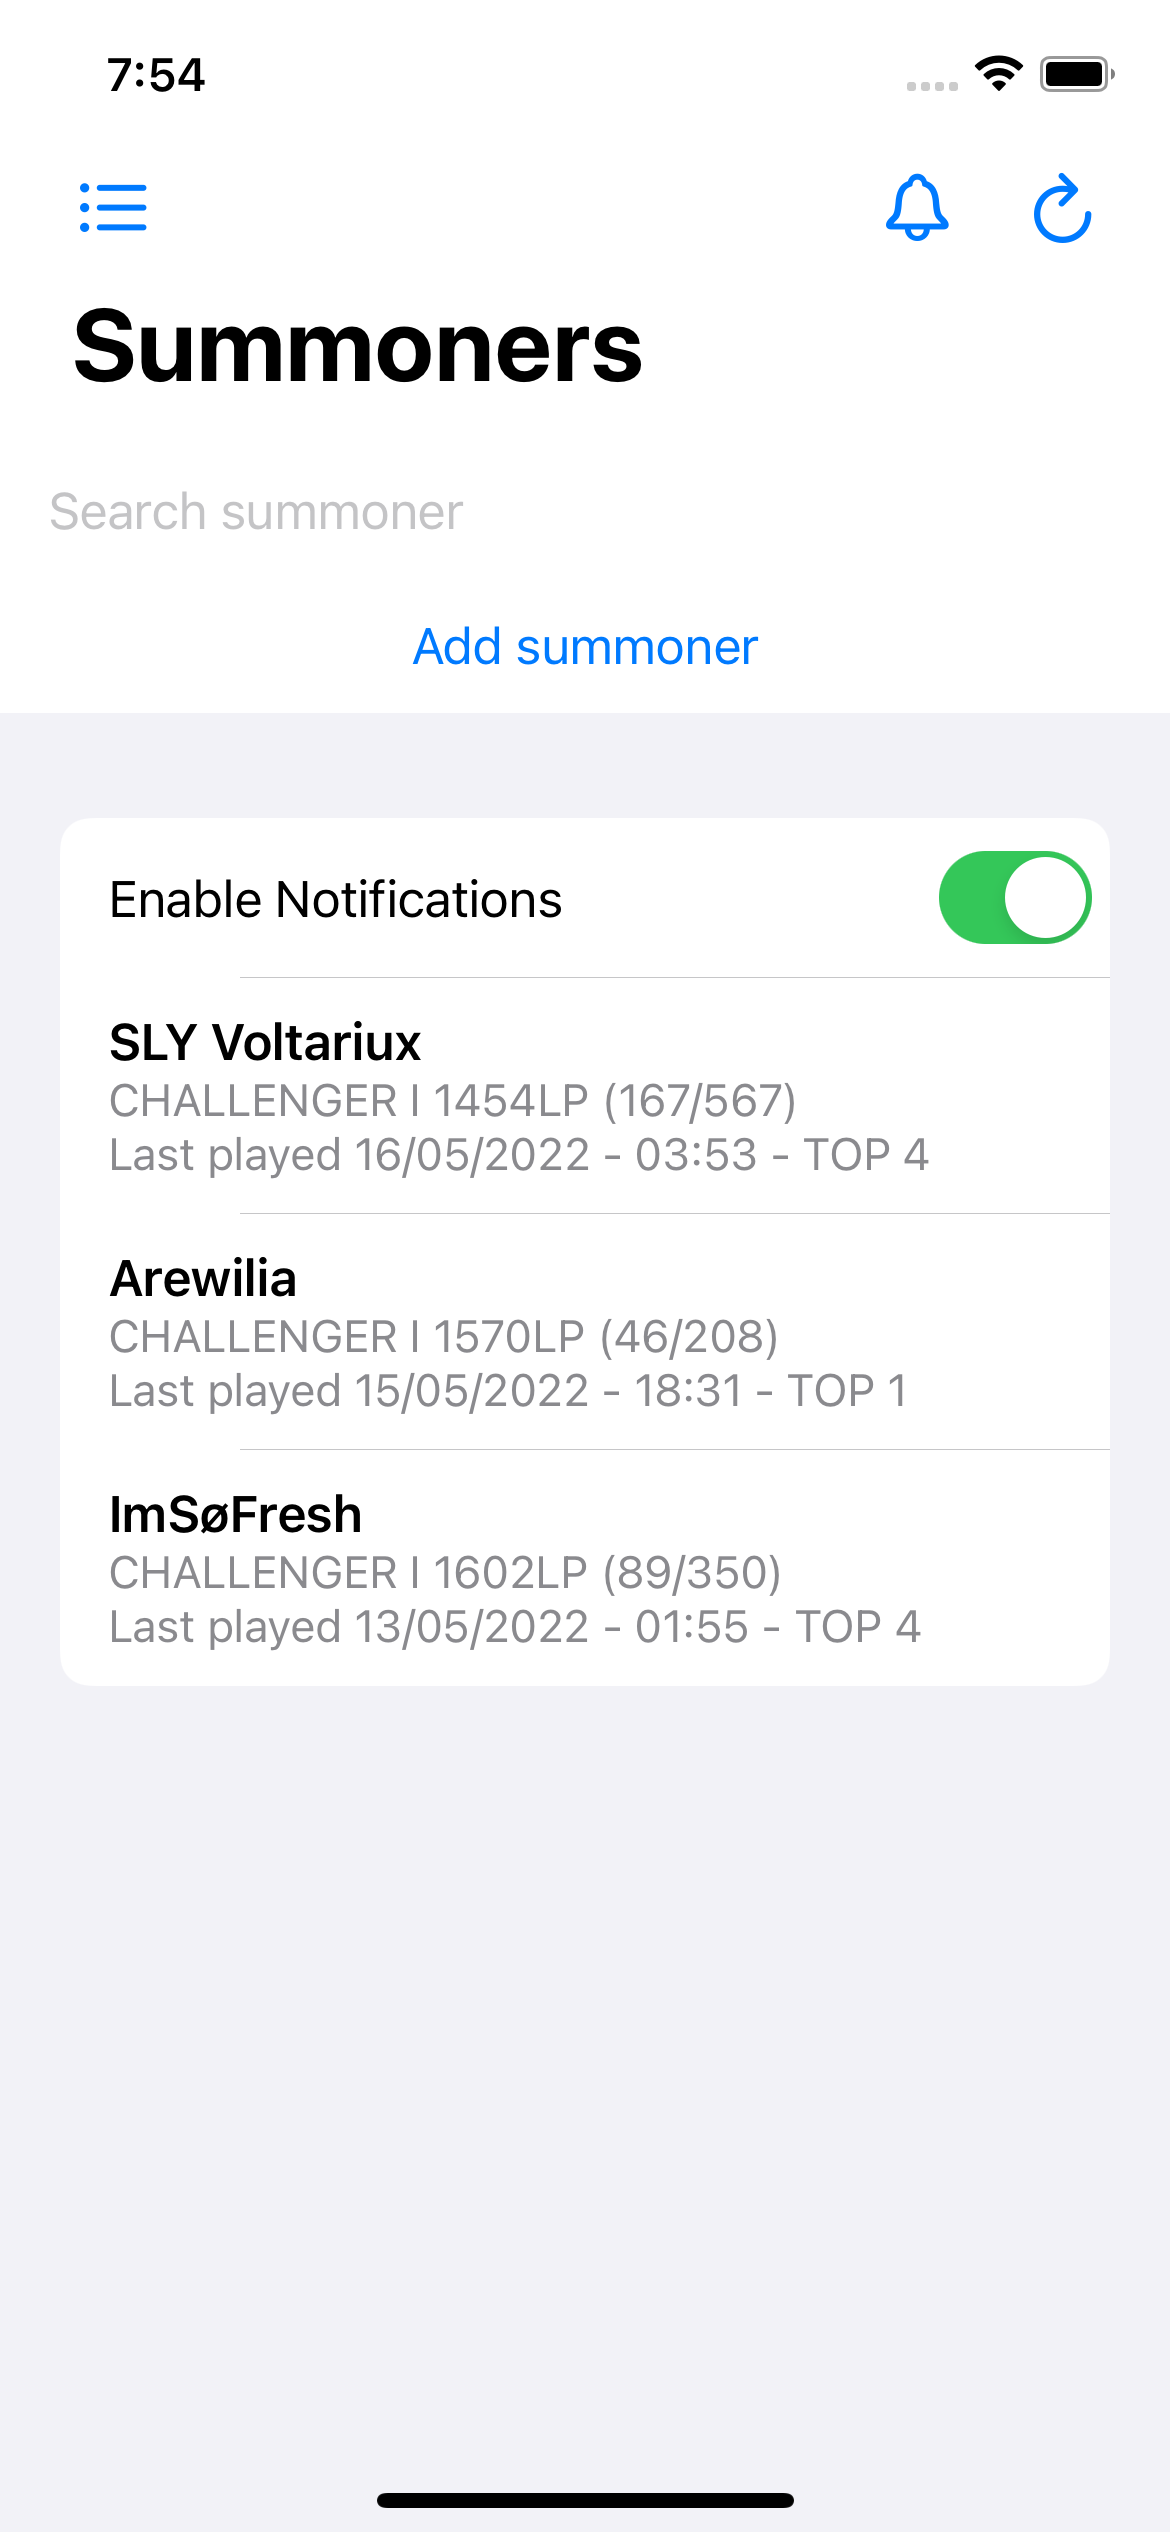 7:54
Summoners
Search summoner
Add summoner
Enable Notifications
SLY Voltariux
CHALLENGER I 1454LP (167/567)
Last played 16/05/2022 - 03:53 - TOP 4
Arewilia
CHALLENGER I 1570LP (46/208)
Last played 15/05/2022 - 18:31 - TOP 1
ImSøFresh
CHALLENGER I 1602LP (89/350)
Last played 13/05/2022 - 01:55 - TOP 4